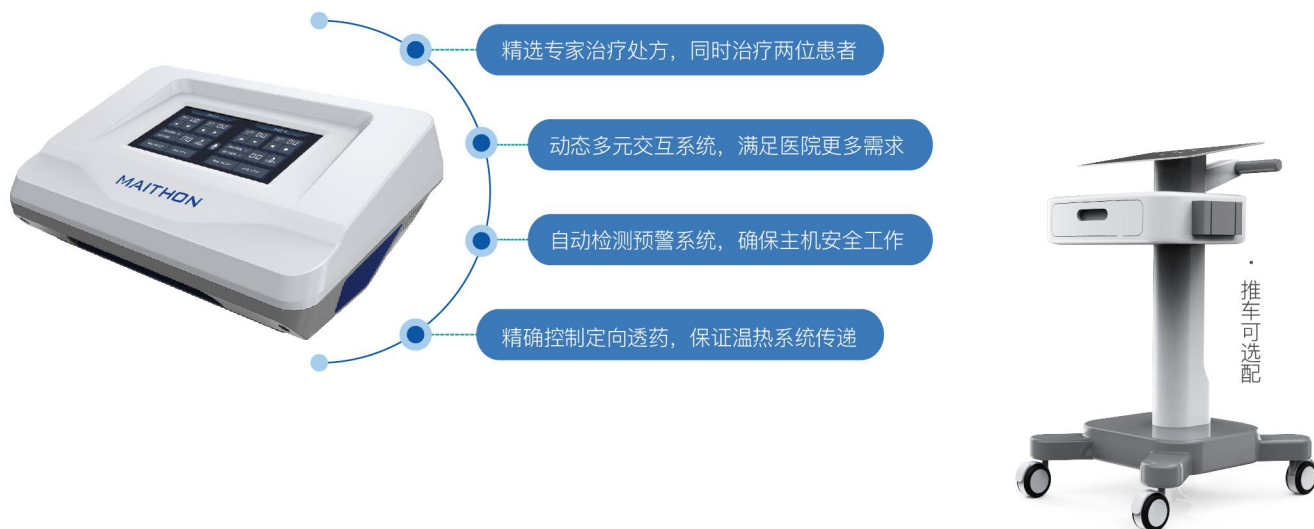 精选专家治疗处方，同时治疗两位患者
动态多元交互系统，满足医院更多需求
MAITHON
自动检测预警系统，确保主机安全工作
·推车可选配
精确控制定向透药，保证温热系统传递